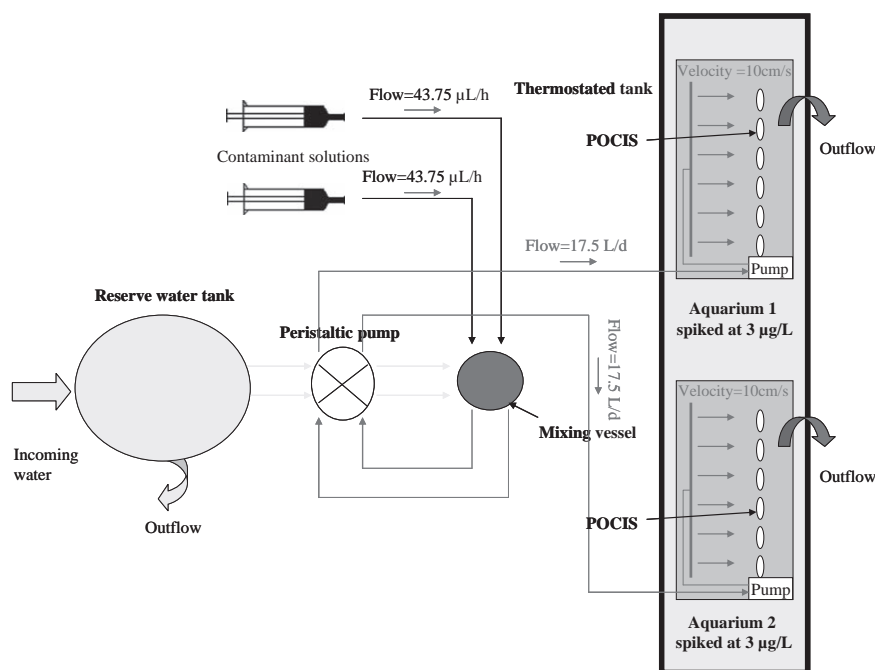 Flow=43.75 µL/h
Contaminant solutions
Flow=43.75 µL/h
Thermostated tank
Velocity =10cm/s
POCIS
Outflow
Flow=17.5 L/d
Pump
Aquarium 1
spiked at 3 µg/L
Reserve water tank
Peristaltic pump
Flow=17.5 L/d
Mixing vessel
Incoming
water
Outflow
Velocity =10cm/s
Outflow
POCIS
Pump
Aquarium 2
spiked at 3 µg/L